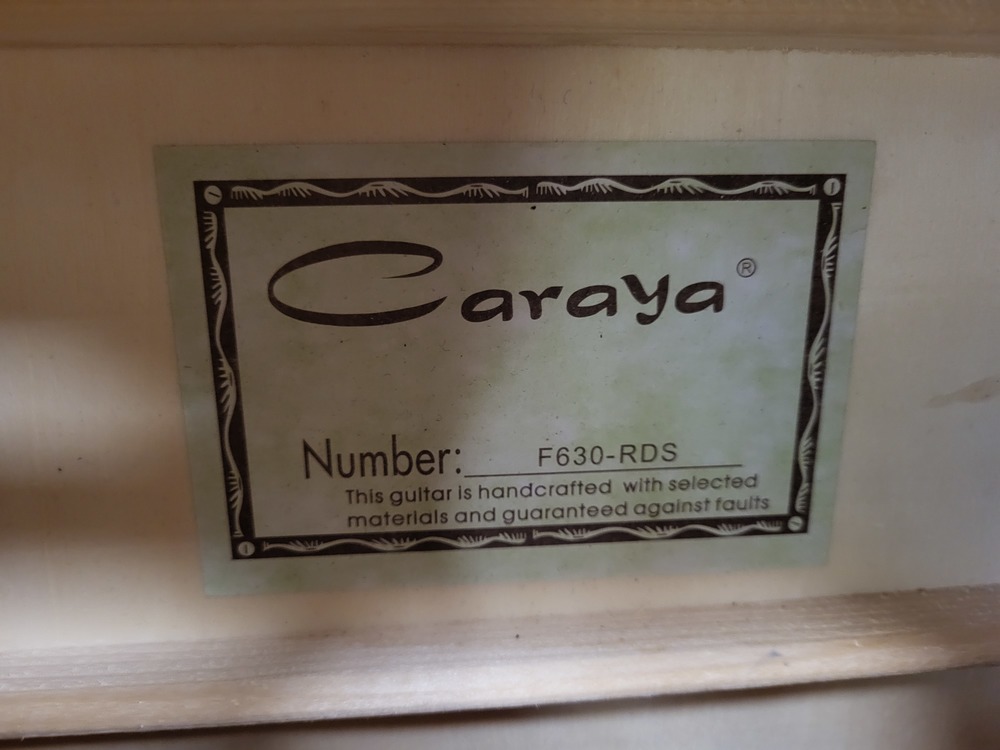 Caraya®
Number: F630-RDS
This guitar is handcrafted with selected
materials and guaranteed against faults